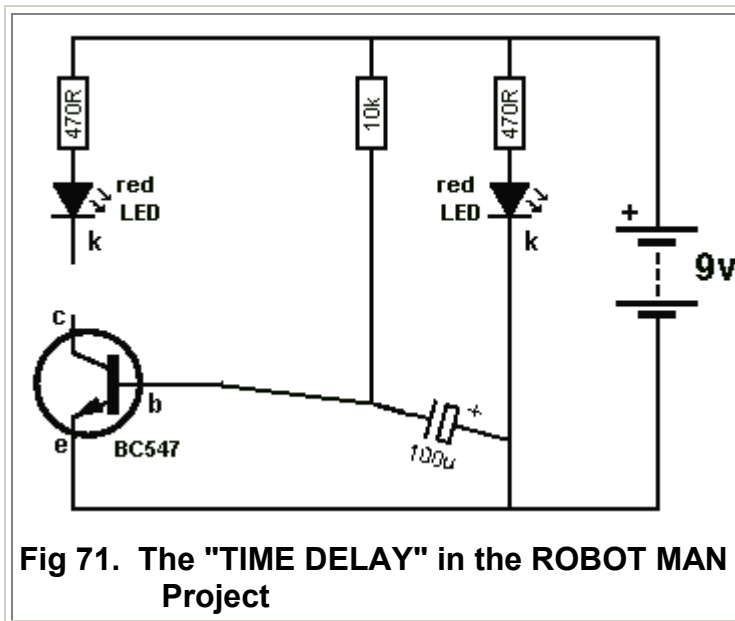 470R
10k
470R
red
LED
k
red
LED
k
+
9v
c
b
e
BC547
+
100u
Fig 71. The "TIME DELAY" in the ROBOT MAN
Project